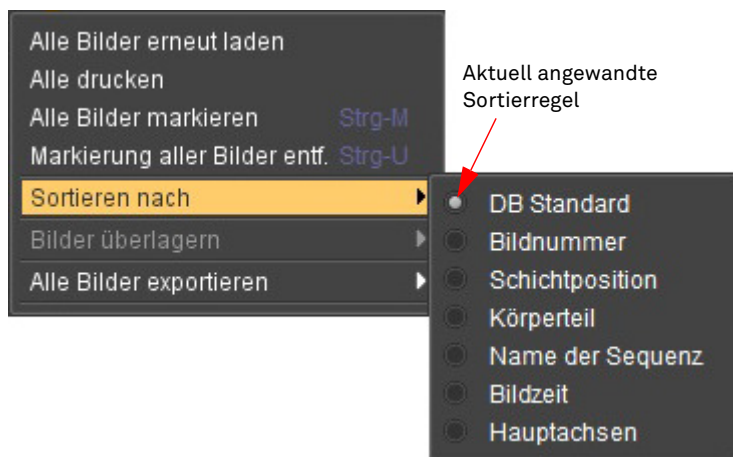 Alle Bilder erneut laden
Alle drucken
Alle Bilder markieren Strg-M
Markierung aller Bilder entf. Strg-U
Sortieren nach
Bilder überlagern
Alle Bilder exportieren
Aktuell angewandte
Sortierregel
DB Standard
Bildnummer
Schichtposition
Körperteil
Name der Sequenz
Bildzeit
Hauptachsen